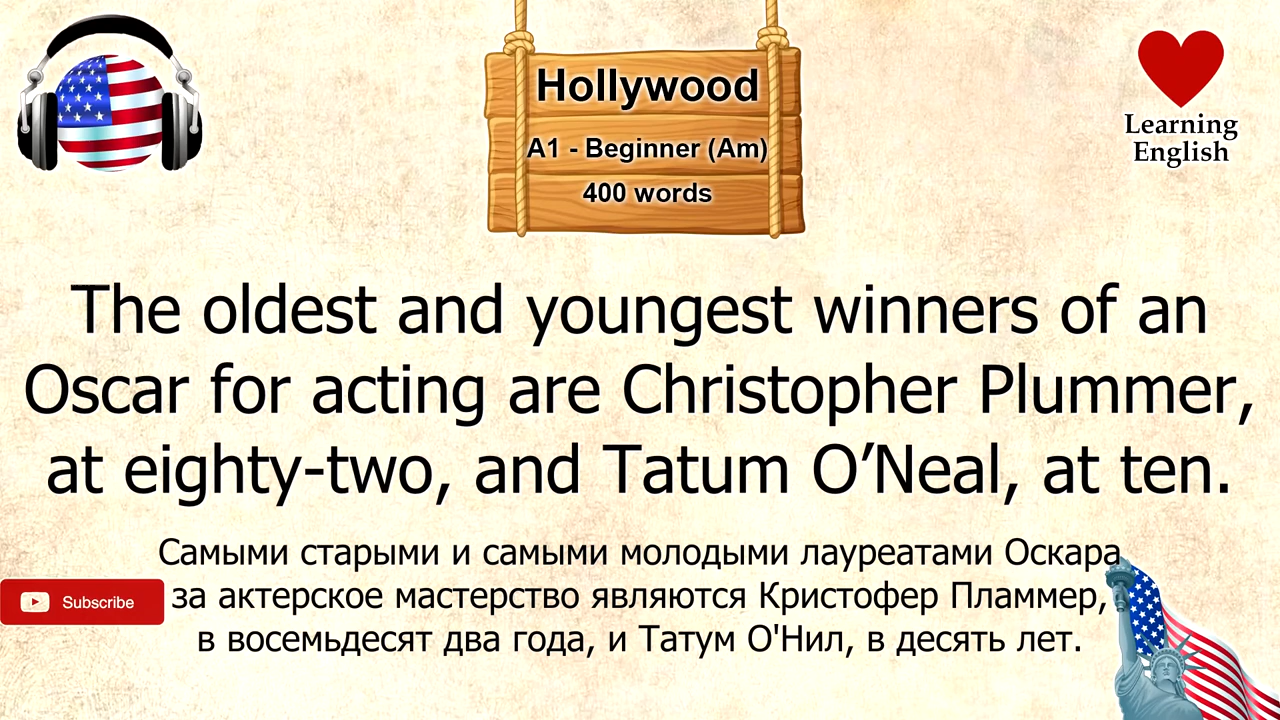 Hollywood
A1 - Beginner (Am)
400 words
Learning
English
The oldest and youngest winners of an
Oscar for acting are Christopher Plummer,
at eighty-two, and Tatum O’Neal, at ten.
Самыми старыми и самыми молодыми лауреатами Оскара
за актерское мастерство являются Кристофер Пламмер,
в восемьдесят два года, и Татум О'Нил, в десять лет.
Subscribe